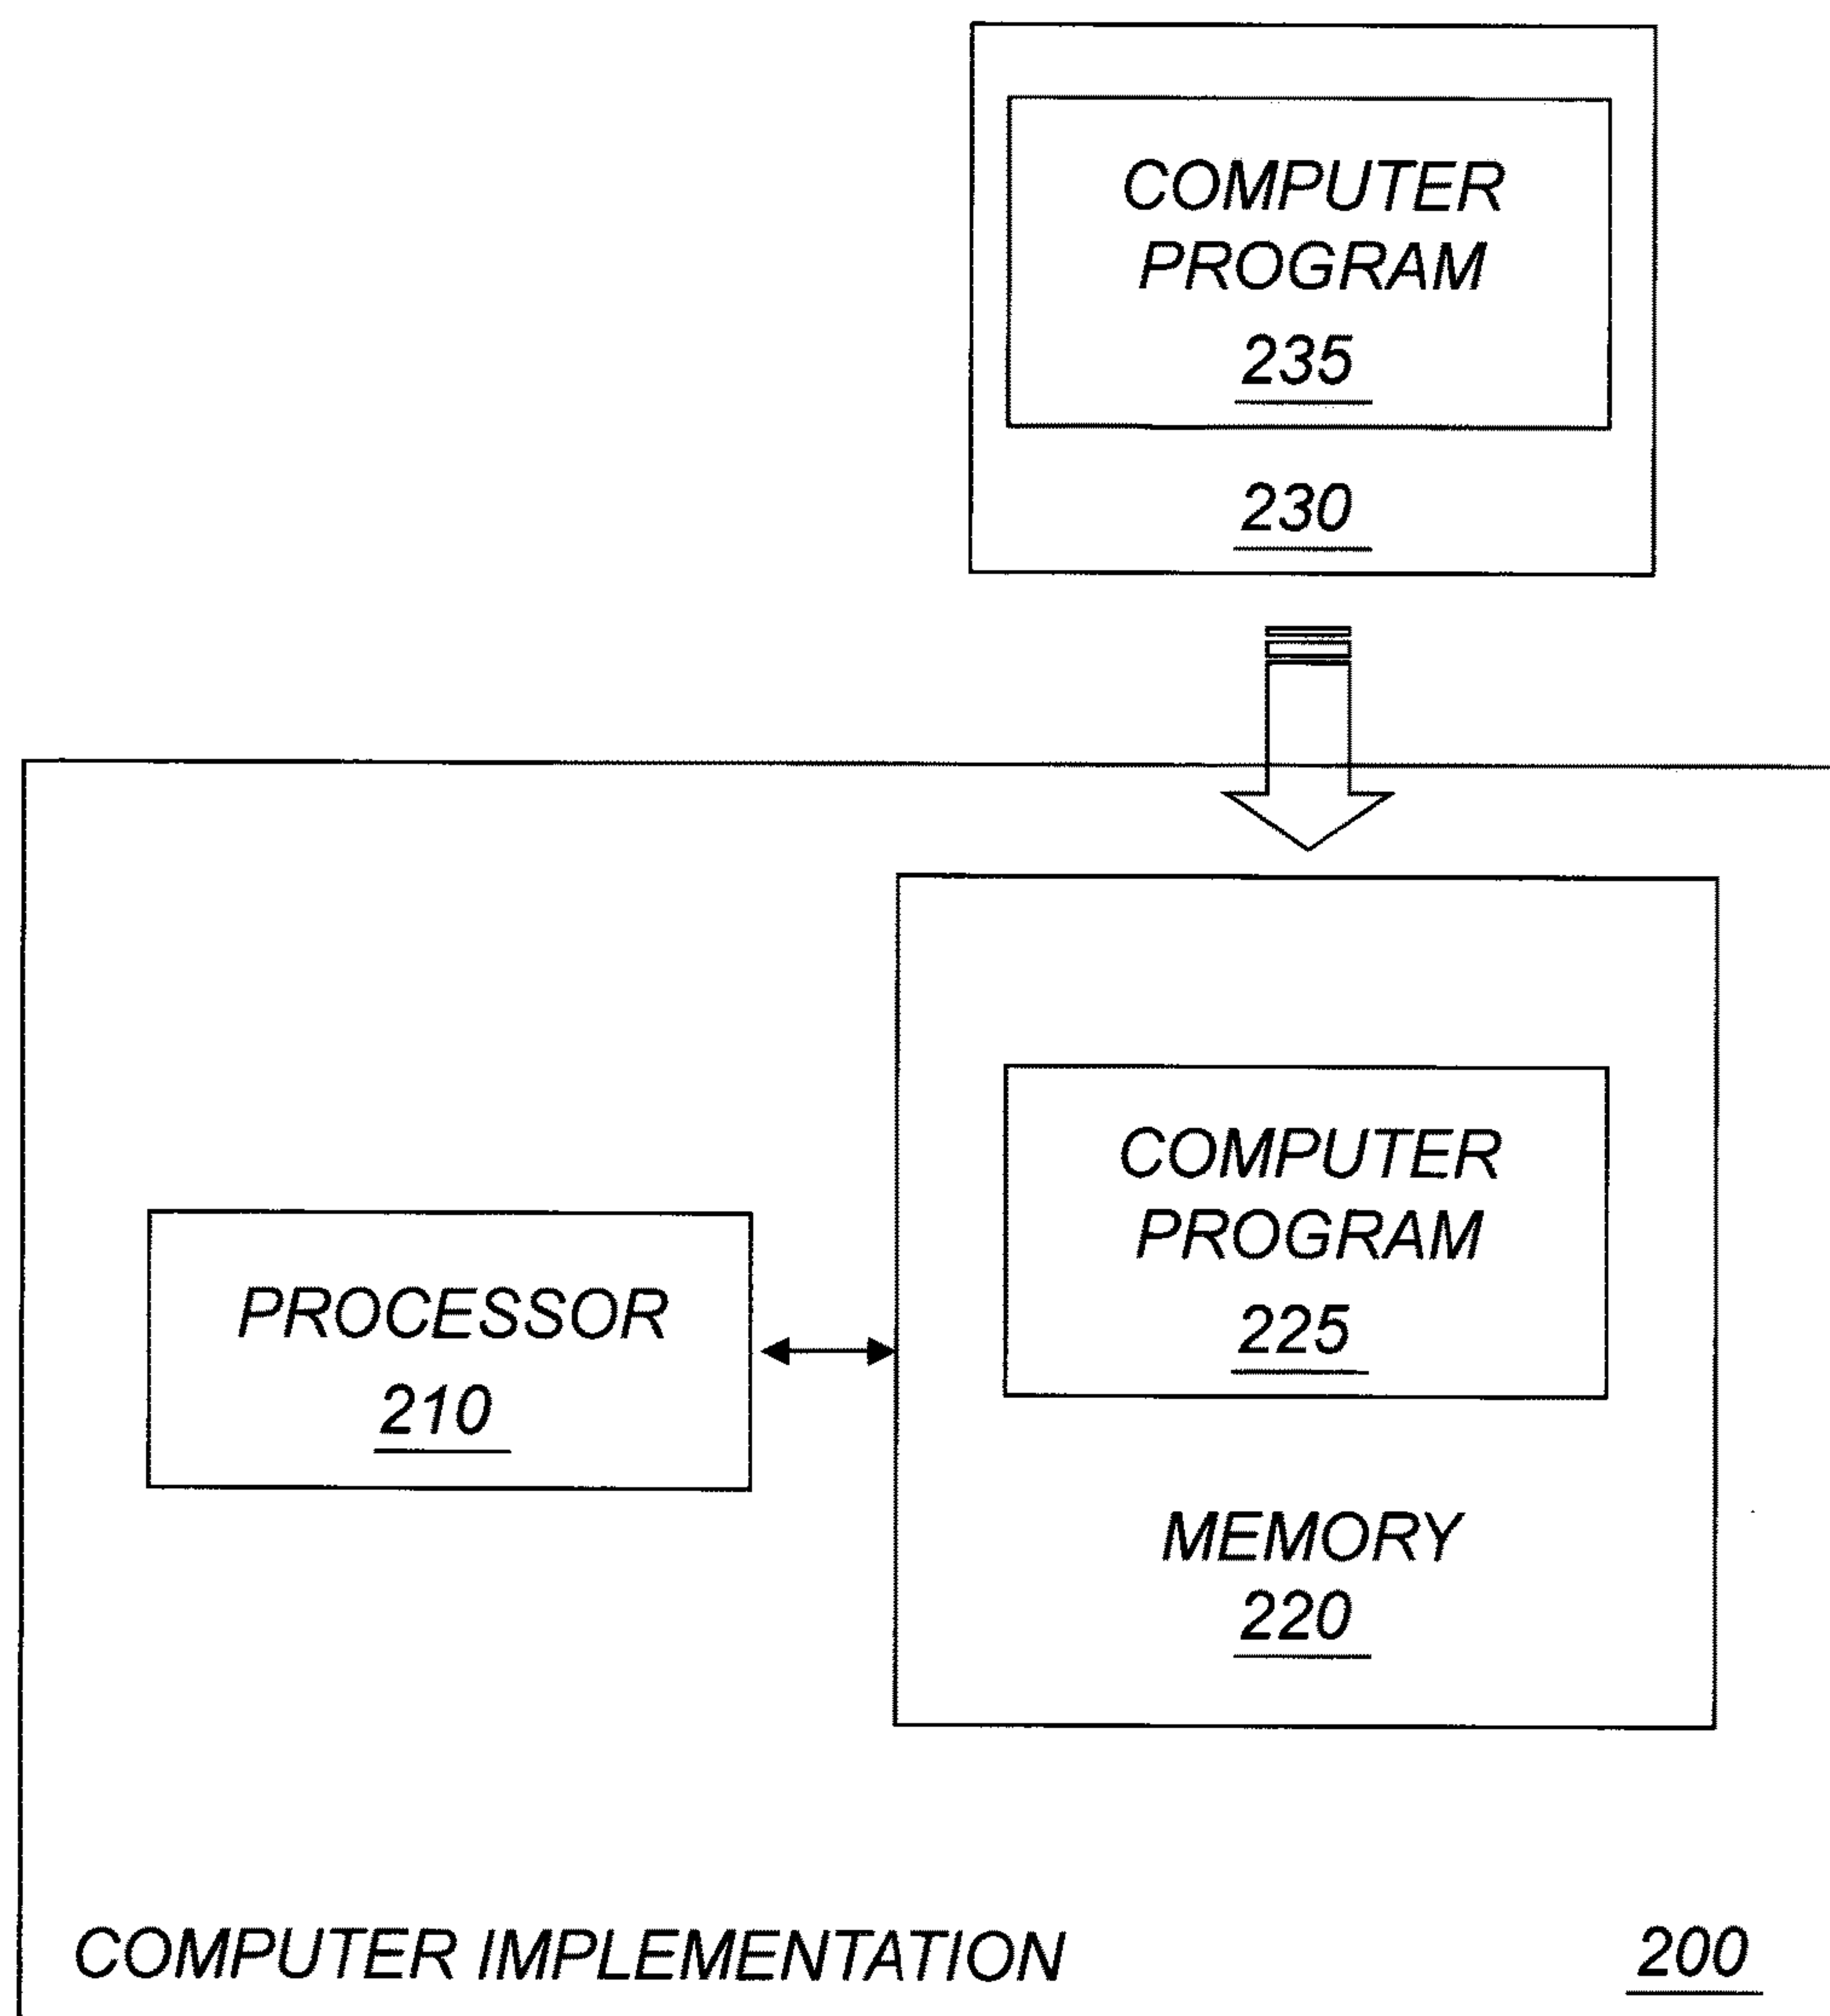 COMPUTER
PROGRAM
235
230
COMPUTER
PROGRAM
225
PROCESSOR
210
MEMORY
220
COMPUTER IMPLEMENTATION 200